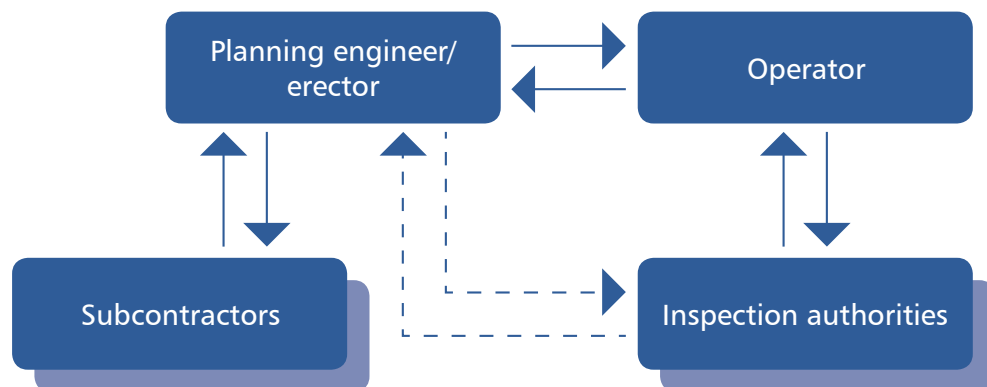 Planning engineer/
erector
Operator
Subcontractors
Inspection authorities